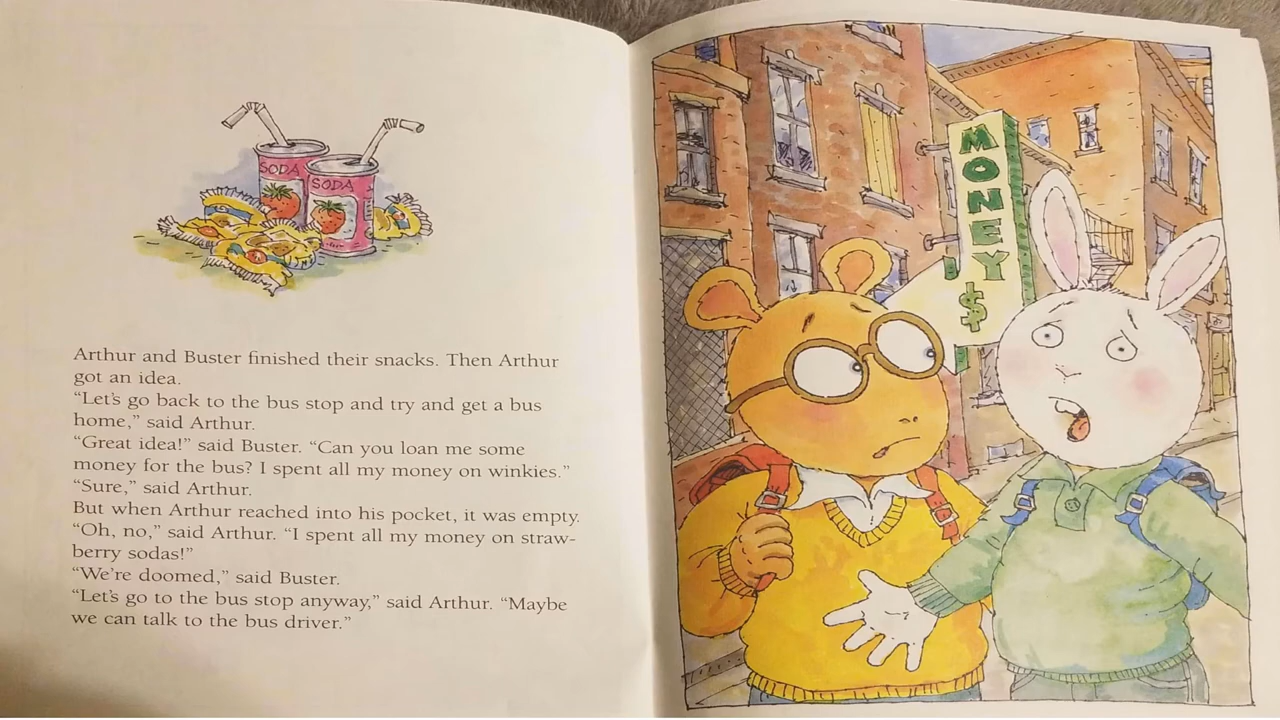 SODA
SODA
Arthur and Buster finished their snacks. Then Arthur
got an idea.
“Let’s go back to the bus stop and try and get a bus
home,” said Arthur.
“Great idea!” said Buster. “Can you loan me some
money for the bus? I spent all my money on winkies.”
“Sure,” said Arthur.
But when Arthur reached into his pocket, it was empty.
“Oh, no,” said Arthur. “I spent all my money on straw-
berry sodas!”
“We’re doomed,” said Buster.
“Let’s go to the bus stop anyway,” said Arthur. “Maybe
we can talk to the bus driver.”
MONEY
$